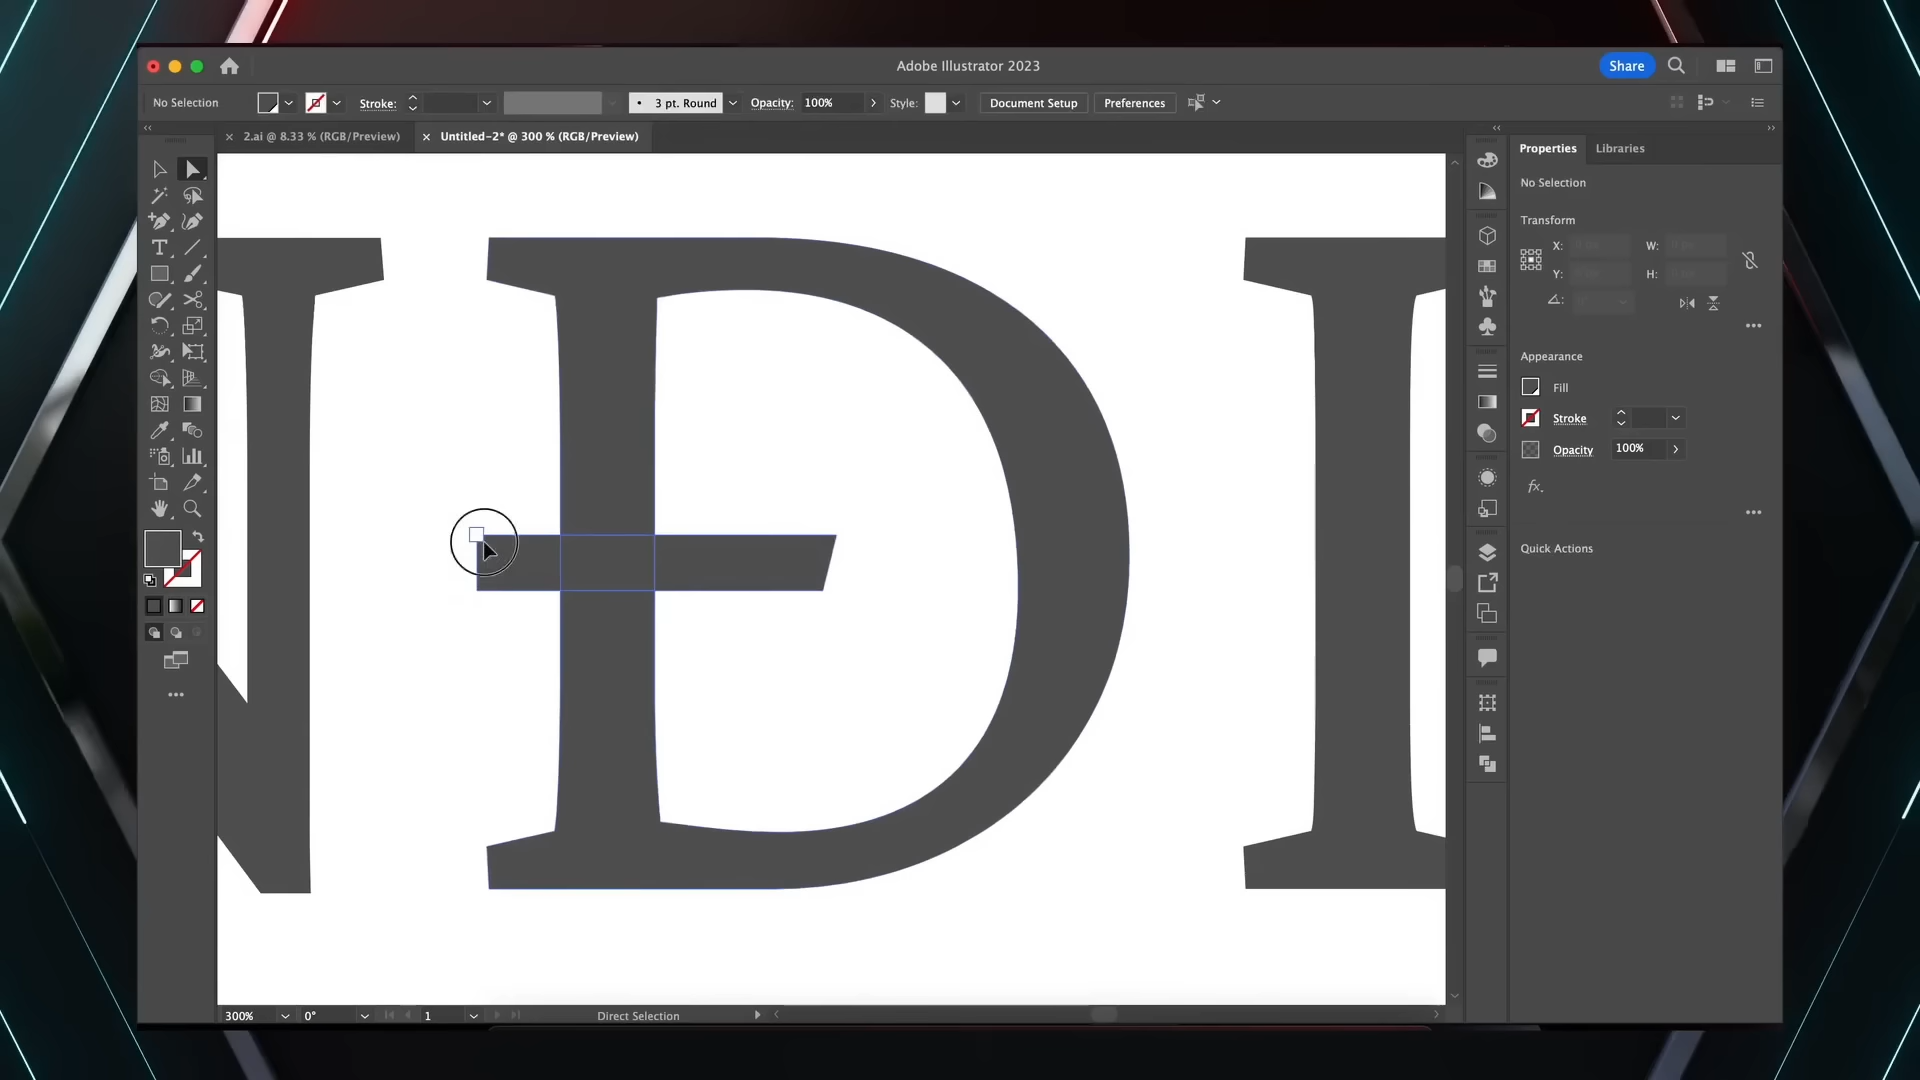 Adobe Illustrator 2023
Share
No Selection
Stroke:
3 pt. Round
Opacity:
100%
Style:
Document Setup
Preferences
2.ai @ 8.33 % (RGB/Preview)
Untitled-2* @ 300 % (RGB/Preview)
Properties
Libraries
No Selection
Transform
X:
W:
Y:
H:
Appearance
Fill
Stroke
Opacity
100%
fx.
Quick Actions
Đ
300%
0°
1
Direct Selection